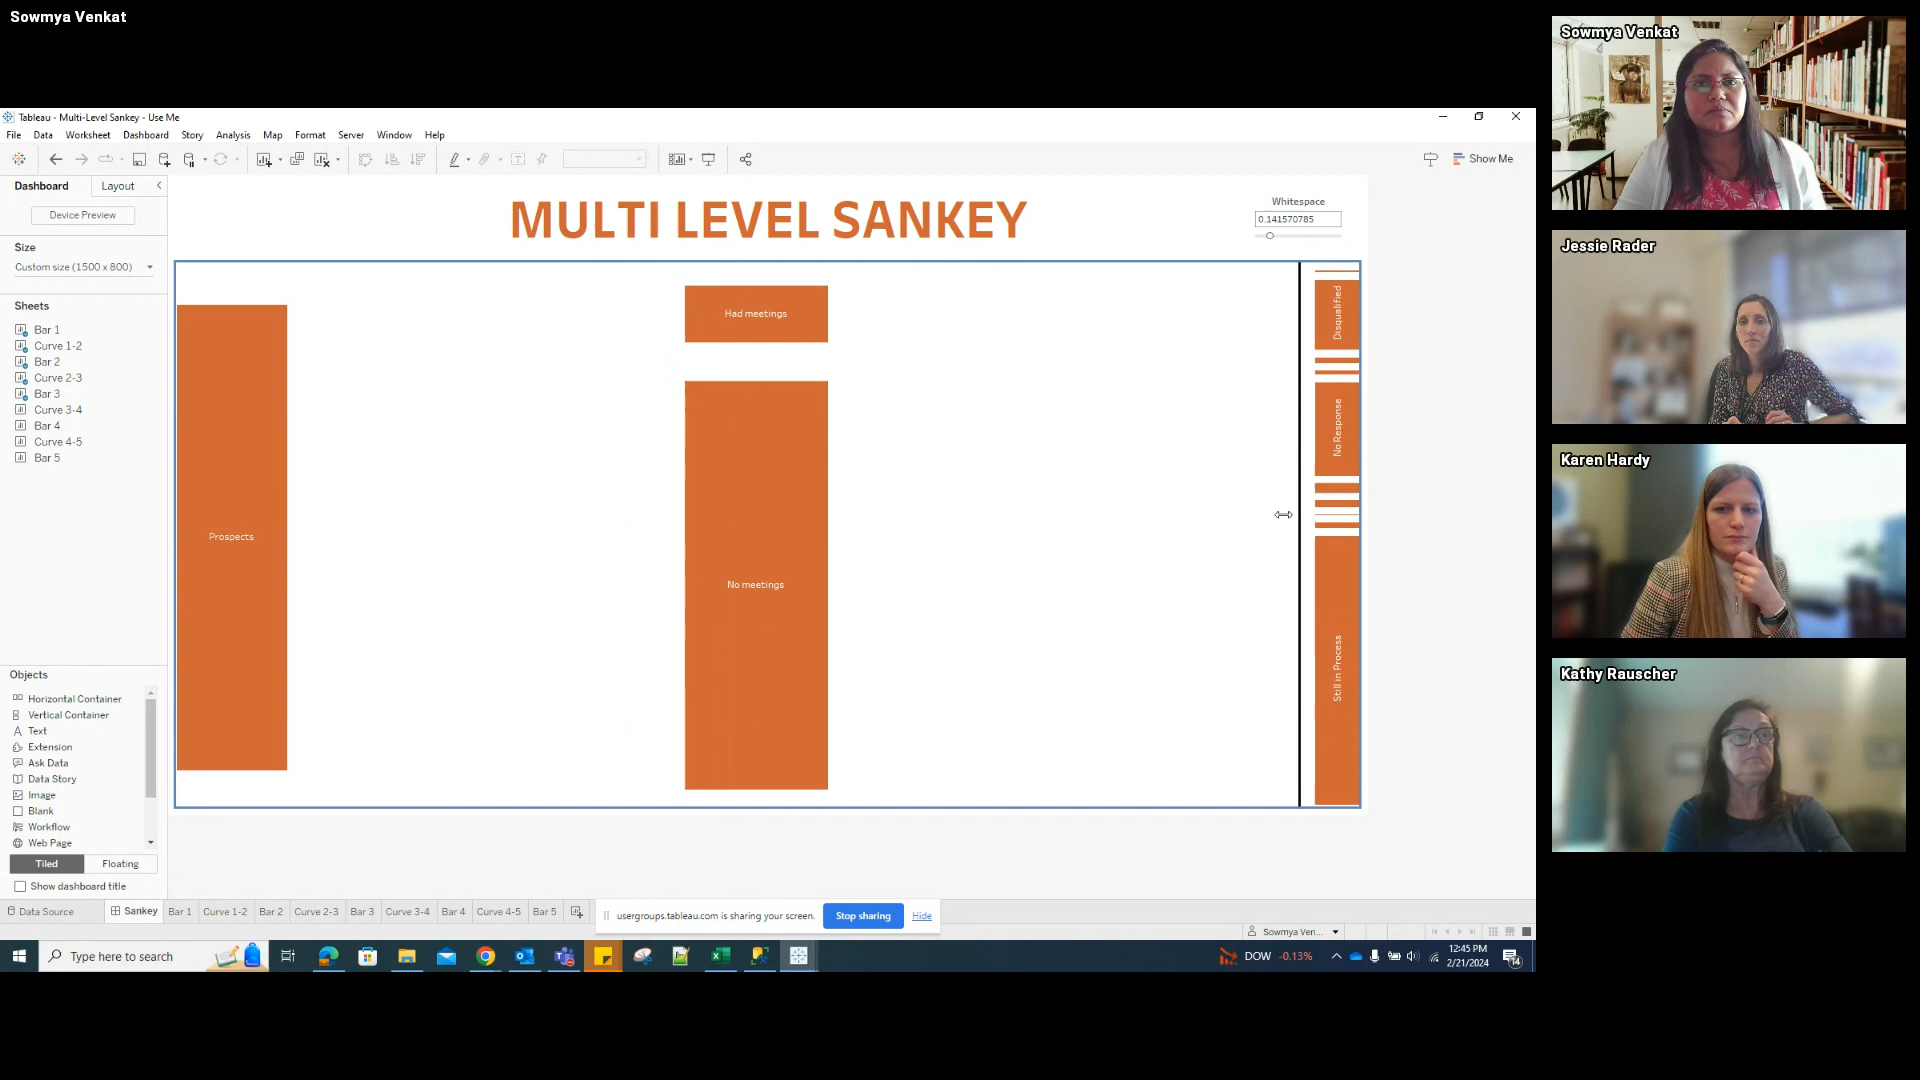 Sowmya Venkat
Tableau - Multi-Level Sankey - Use Me
File Data Worksheet Dashboard Story Analysis Map Format Server Window Help
Show Me
Dashboard Layout
Device Preview
Size
Custom size (1500 x 800)
Sheets
Bar 1
Curve 1-2
Bar 2
Curve 2-3
Bar 3
Curve 3-4
Bar 4
Curve 4-5
Bar 5
Objects
Horizontal Container
Vertical Container
Text
Extension
Ask Data
Data Story
Image
Blank
Workflow
Web Page
Tiled Floating
Show dashboard title
MULTI LEVEL SANKEY
Whitespace
0.141570785
Prospects
Had meetings
No meetings
Disqualified
No Response
Still in Process
Data Source Sankey Bar 1 Curve 1-2 Bar 2 Curve 2-3 Bar 3 Curve 3-4 Bar 4 Curve 4-5 Bar 5
usergroups.tableau.com is sharing your screen. Stop sharing Hide
Sowmya Ven...
Type here to search
DOW -0.13%
12:45 PM
2/21/2024
14
Sowmya Venkat
Jessie Rader
Karen Hardy
Kathy Rauscher